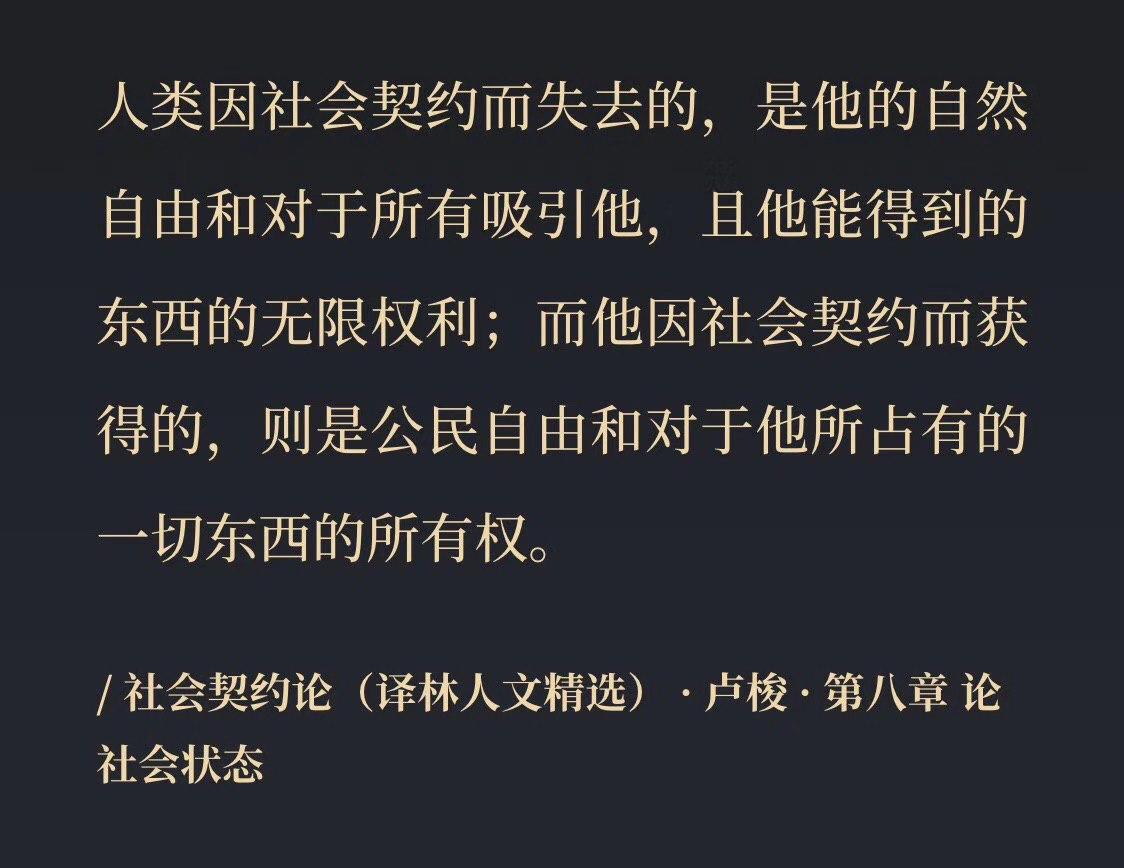 人类因社会契约而失去的，是他的自然
自由和对于所有吸引他，且他能得到的
东西的无限权利；而他因社会契约而获
得的，则是公民自由和对于他所占有的
一切东西的所有权。
/ 社会契约论（译林人文精选）· 卢梭 · 第八章 论
社会状态